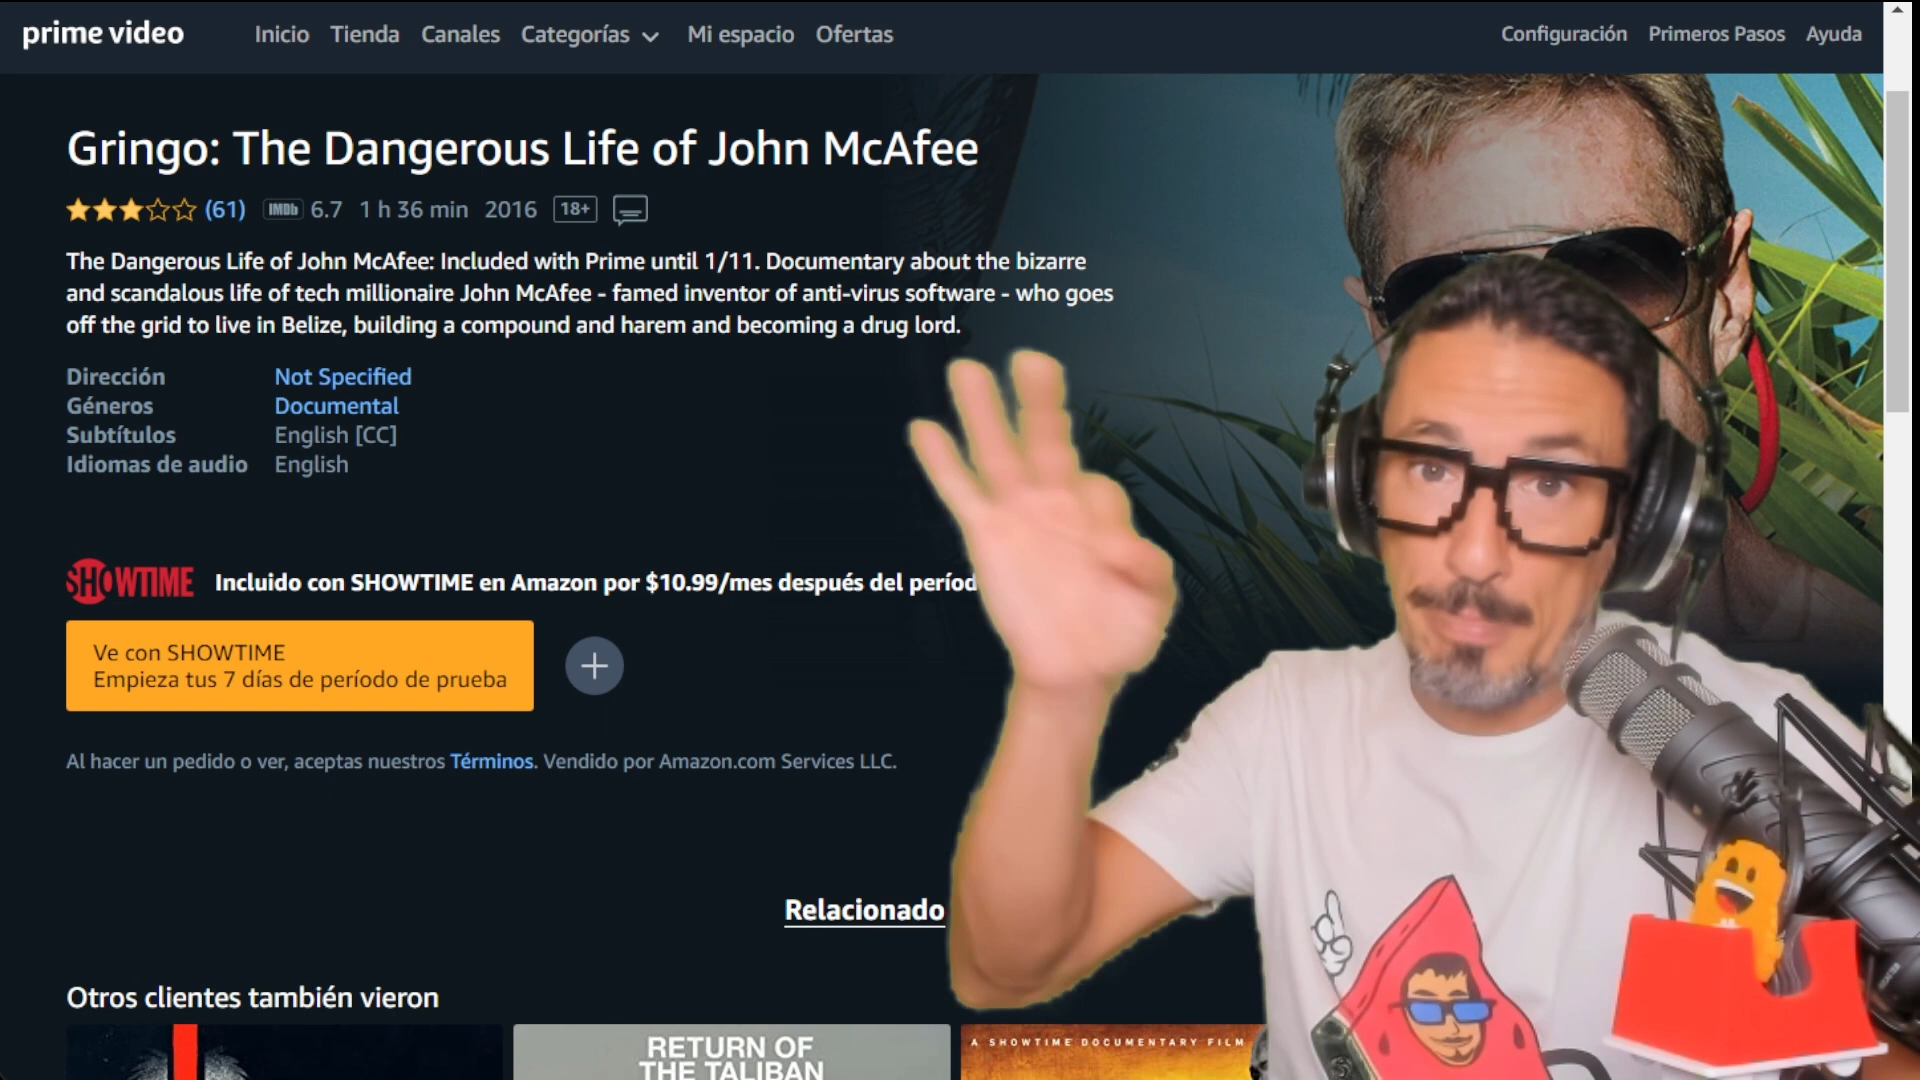 prime video Inicio Tienda Canales Categorías Mi espacio Ofertas Configuración Primeros Pasos Ayuda
Gringo: The Dangerous Life of John McAfee
(61) IMDb 6.7 1 h 36 min 2016 18+
The Dangerous Life of John McAfee: Included with Prime until 1/11. Documentary about the bizarre
and scandalous life of tech millionaire John McAfee - famed inventor of anti-virus software - who goes
off the grid to live in Belize, building a compound and harem and becoming a drug lord.
Dirección Not Specified
Géneros Documental
Subtítulos English [CC]
Idiomas de audio English
SHOWTIME Incluido con SHOWTIME en Amazon por $10.99/mes después del períod
Ve con SHOWTIME
Empieza tus 7 días de período de prueba
Al hacer un pedido o ver, aceptas nuestros Términos. Vendido por Amazon.com Services LLC.
Relacionado
Otros clientes también vieron
RETURN OF
THE TALIBAN
A SHOWTIME DOCUMENTARY FILM